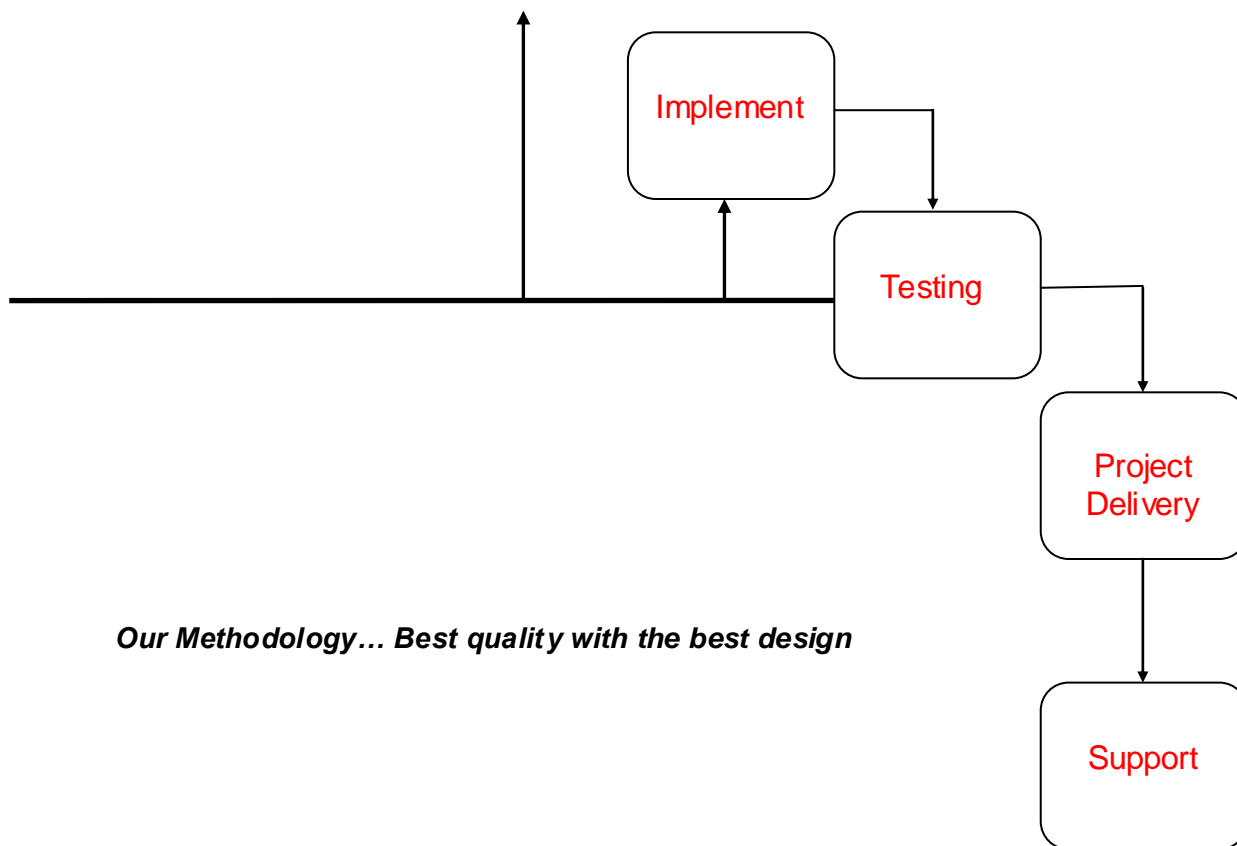 Implement
Testing
Project
Delivery
Our Methodology… Best quality with the best design
Support